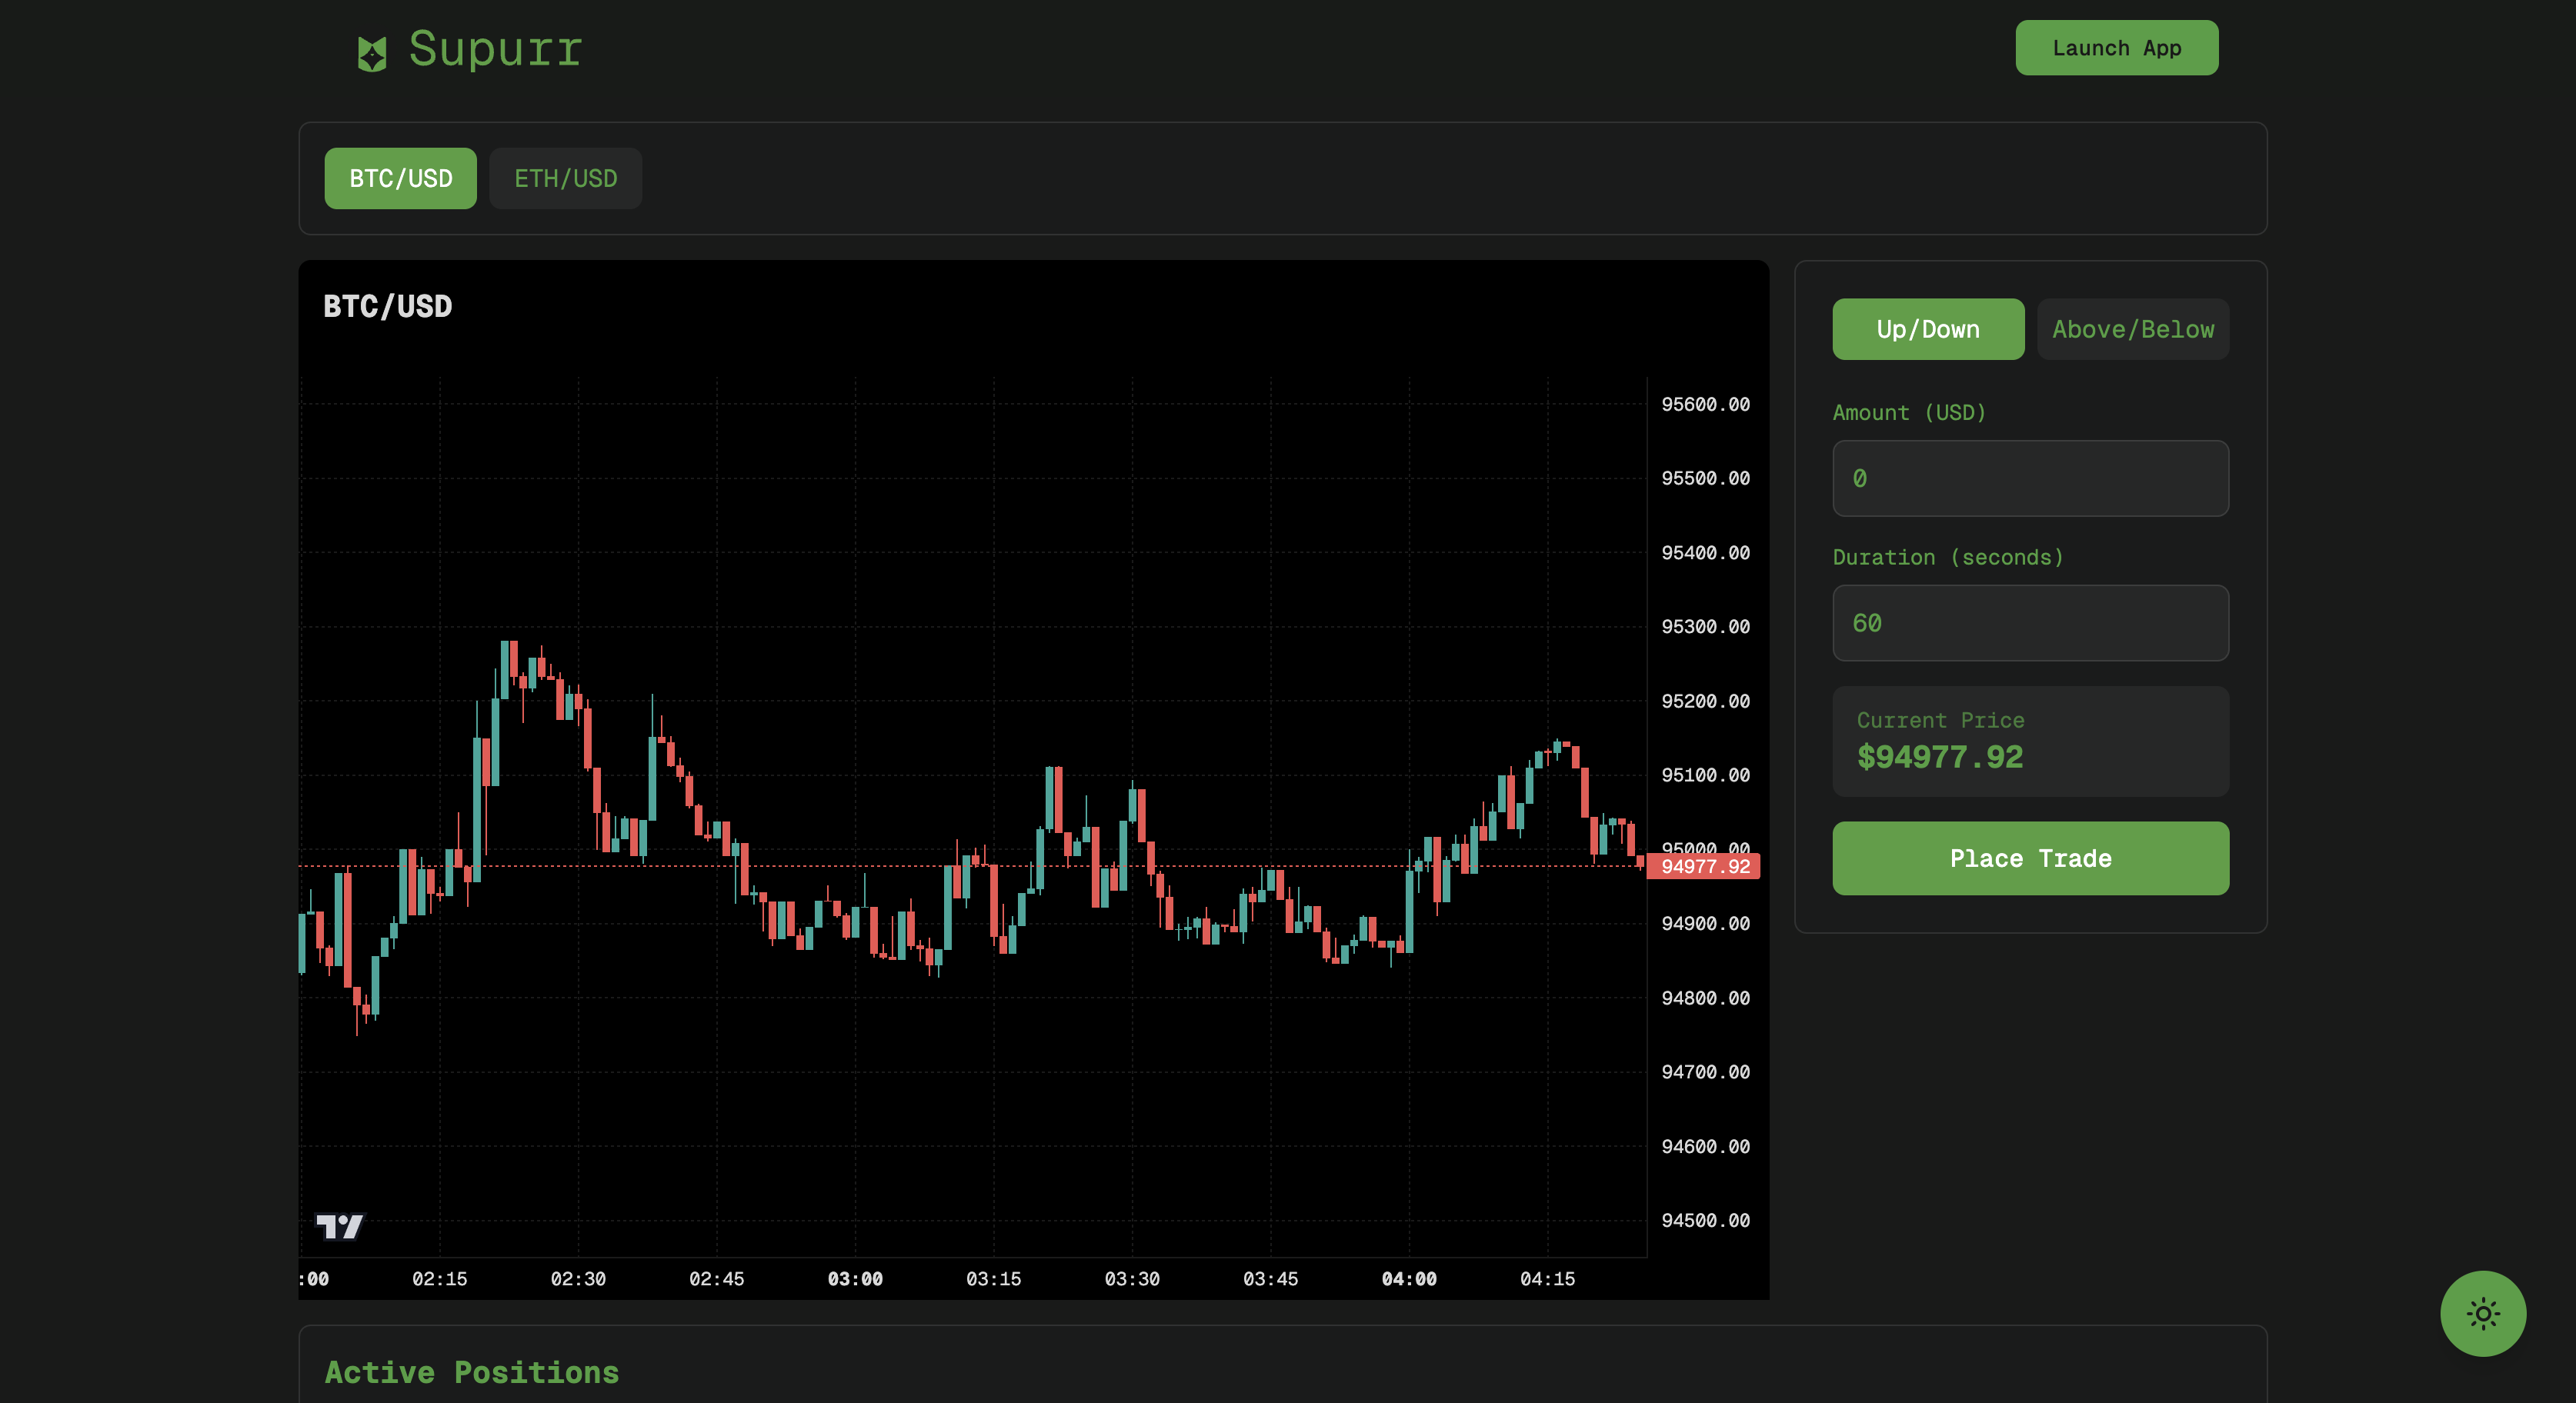 Supurr
Launch App
BTC/USD ETH/USD
BTC/USD
95600.00
95500.00
95400.00
95300.00
95200.00
95100.00
95000.00
94977.92
94900.00
94800.00
94700.00
94600.00
94500.00
:00 02:15 02:30 02:45 03:00 03:15 03:30 03:45 04:00 04:15
Up/Down Above/Below
Amount (USD)
0
Duration (seconds)
60
Current Price
$94977.92
Place Trade
Active Positions